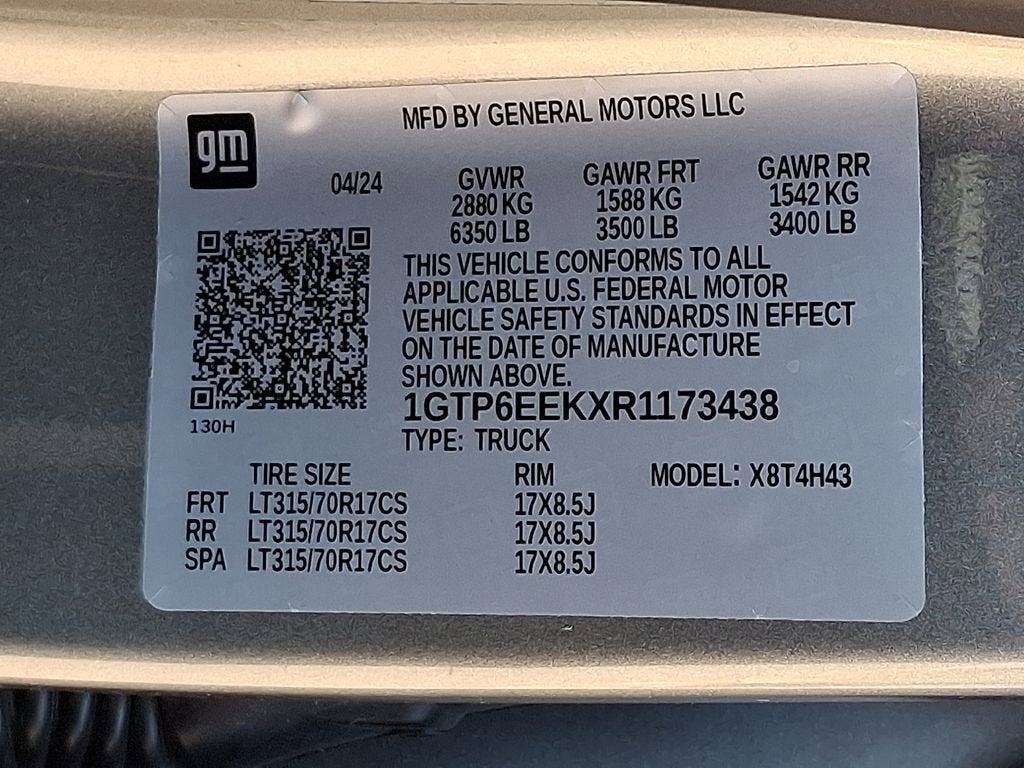 gm
MFD BY GENERAL MOTORS LLC
04/24 GVWR GAWR FRT GAWR RR
2880 KG 1588 KG 1542 KG
6350 LB 3500 LB 3400 LB
THIS VEHICLE CONFORMS TO ALL
APPLICABLE U.S. FEDERAL MOTOR
VEHICLE SAFETY STANDARDS IN EFFECT
ON THE DATE OF MANUFACTURE
SHOWN ABOVE.
1GTP6EEKXR1173438
130H
TYPE: TRUCK
TIRE SIZE RIM MODEL: X8T4H43
FRT LT315/70R17CS 17X8.5J
RR LT315/70R17CS 17X8.5J
SPA LT315/70R17CS 17X8.5J